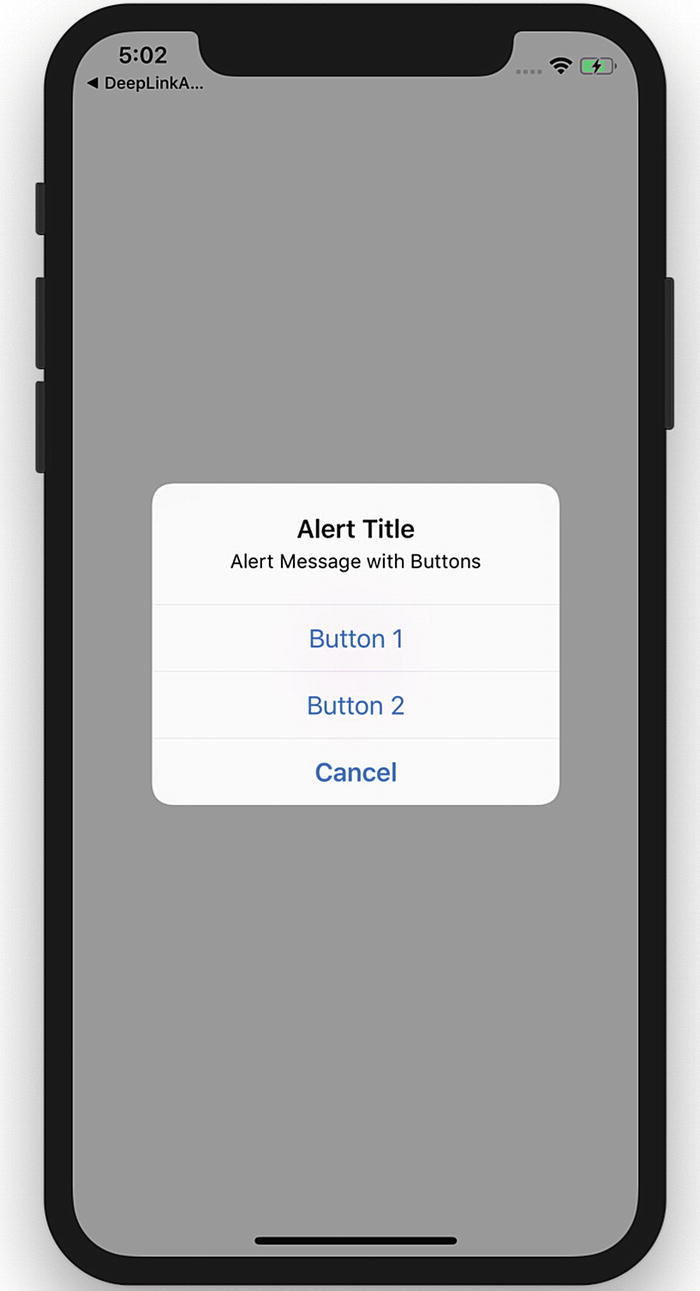 5:02
◀ DeepLinkA...
Alert Title
Alert Message with Buttons
Button 1
Button 2
Cancel